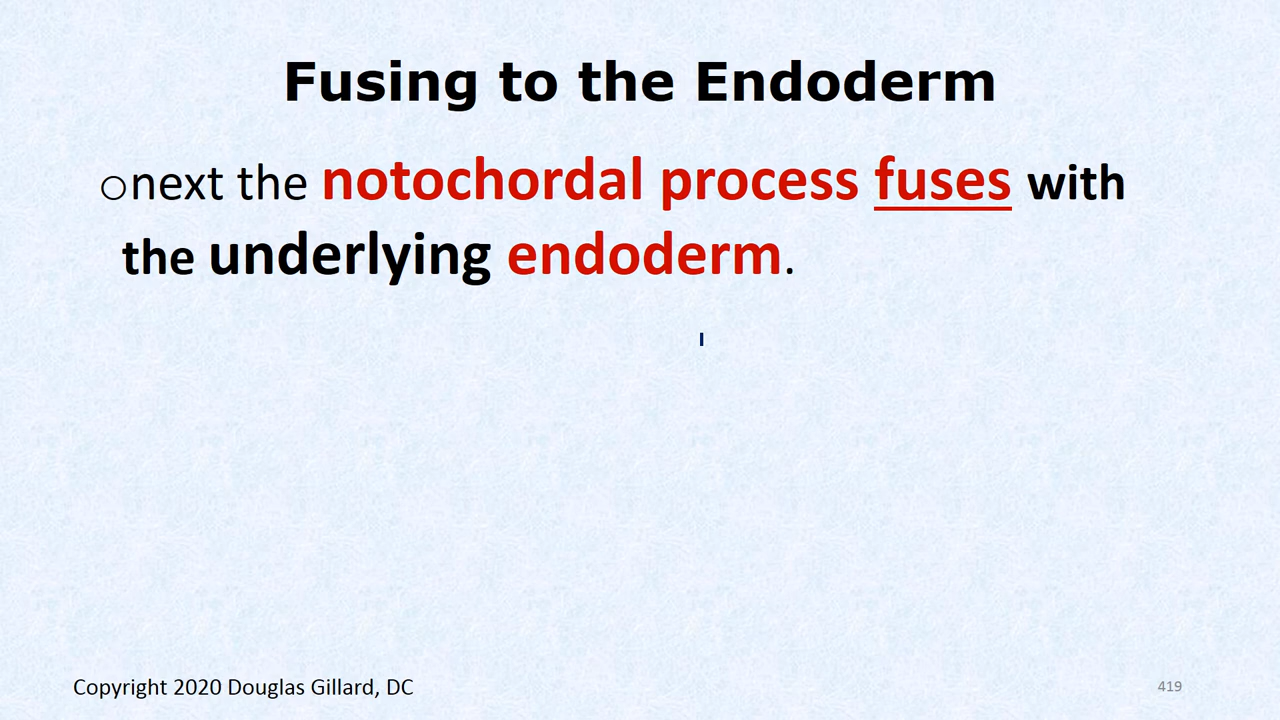 Fusing to the Endoderm
○next the notochordal process fuses with
the underlying endoderm.
Copyright 2020 Douglas Gillard, DC
419